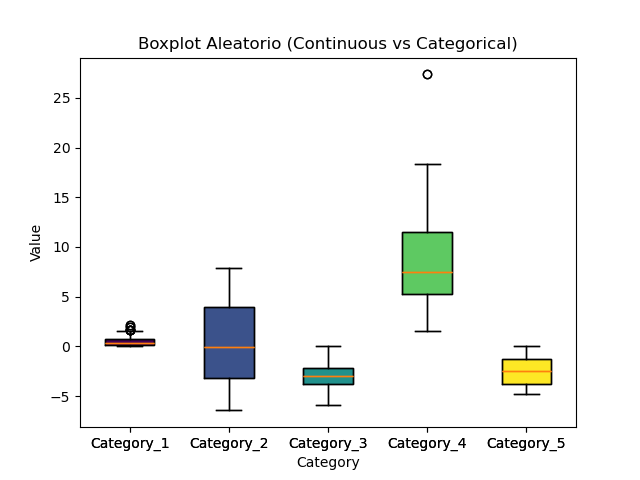 Boxplot Aleatorio (Continuous vs Categorical)
25
20
15
10
5
0
−5
Value
Category_1 Category_2 Category_3 Category_4 Category_5
Category